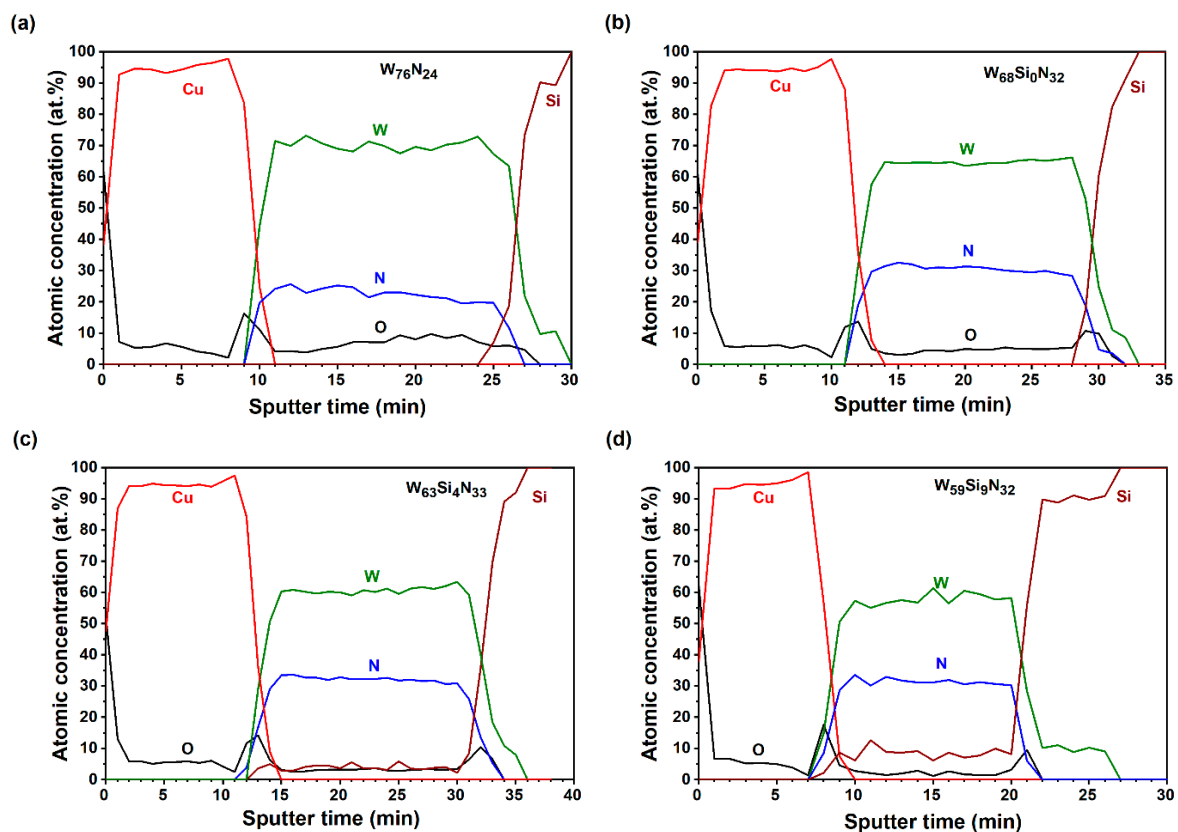 (a)
W76N24
Cu
W
N
O
Si
100
90
80
70
60
50
40
30
20
10
0
Atomic concentration (at.%)
0 5 10 15 20 25 30
Sputter time (min)
(b)
W68Si0N32
Cu
W
N
O
Si
100
90
80
70
60
50
40
30
20
10
0
Atomic concentration (at.%)
0 5 10 15 20 25 30 35
Sputter time (min)
(c)
W63Si4N33
Cu
W
N
O
Si
100
90
80
70
60
50
40
30
20
10
0
Atomic concentration (at.%)
0 5 10 15 20 25 30 35 40
Sputter time (min)
(d)
W59Si9N32
Cu
W
N
O
Si
100
90
80
70
60
50
40
30
20
10
0
Atomic concentration (at.%)
0 5 10 15 20 25 30
Sputter time (min)